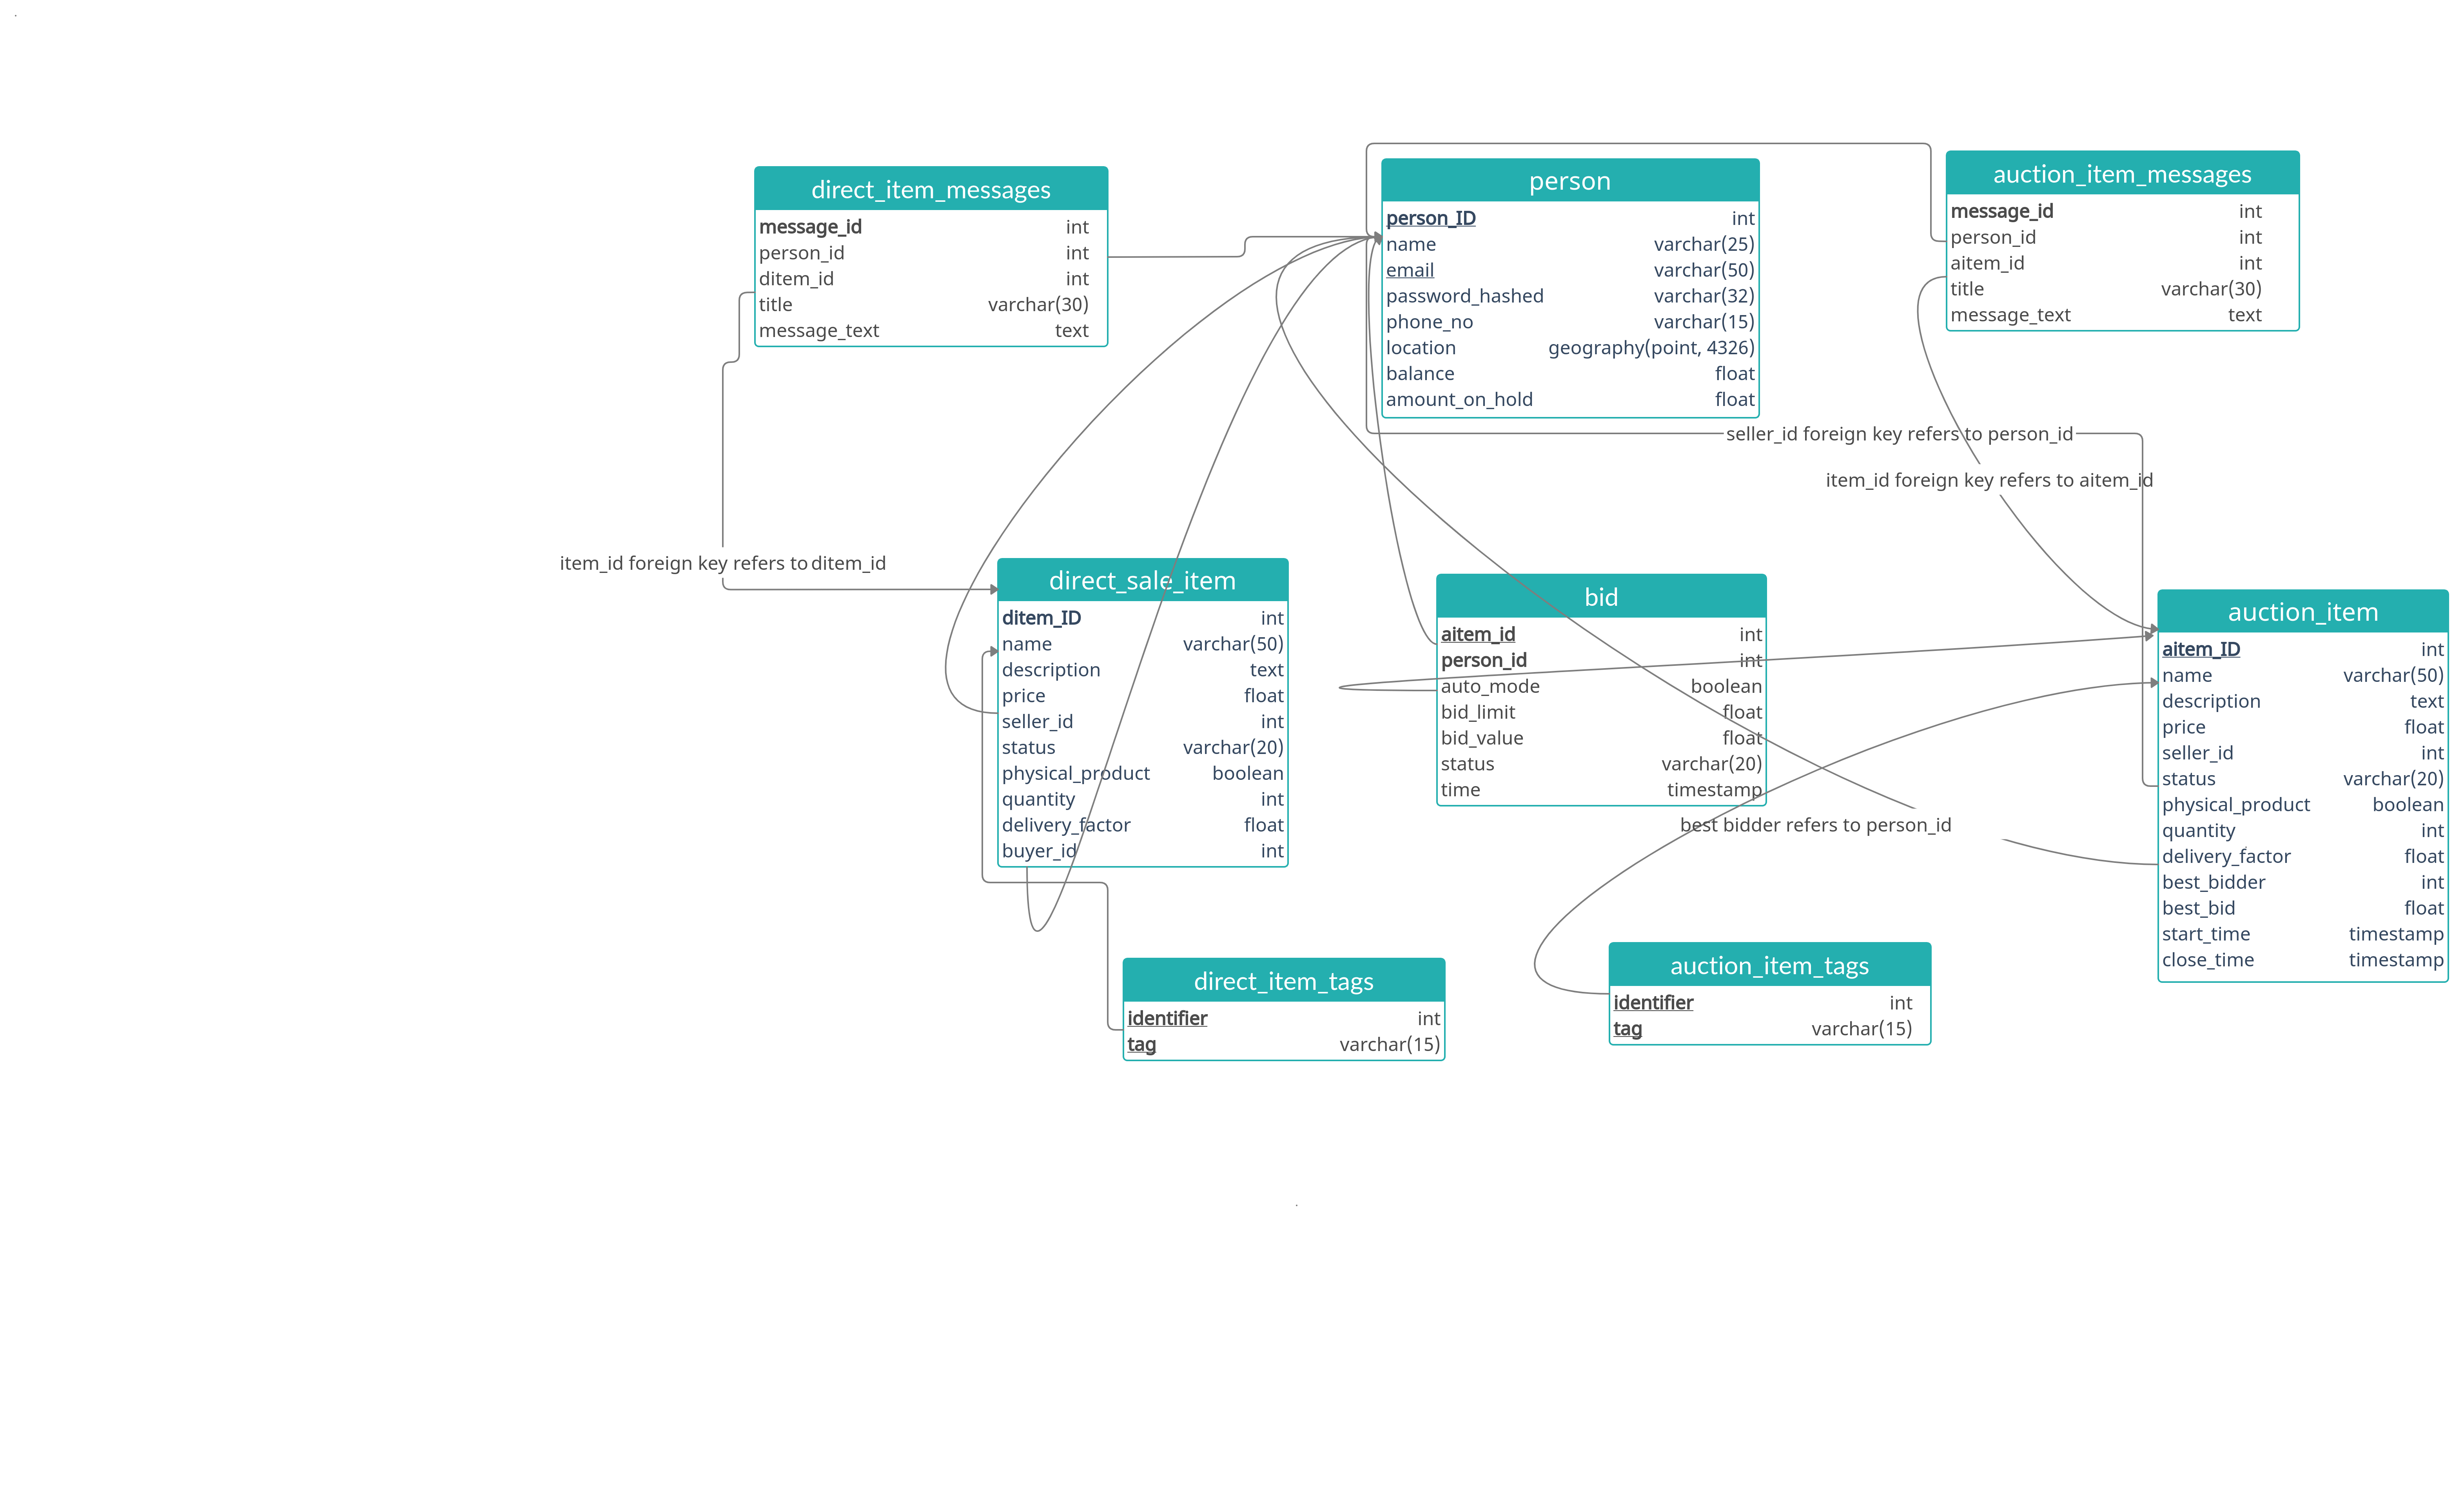 direct_item_messages
message_id int
person_id int
ditem_id int
title varchar(30)
message_text text
person
person_ID int
name varchar(25)
email varchar(50)
password_hashed varchar(32)
phone_no varchar(15)
location geography(point, 4326)
balance float
amount_on_hold float
auction_item_messages
message_id int
person_id int
aitem_id int
title varchar(30)
message_text text
seller_id foreign key refers to person_id
item_id foreign key refers to aitem_id
item_id foreign key refers to ditem_id
direct_sale_item
ditem_ID int
name varchar(50)
description text
price float
seller_id int
status varchar(20)
physical_product boolean
quantity int
delivery_factor float
buyer_id int
bid
aitem_id int
person_id int
auto_mode boolean
bid_limit float
bid_value float
status varchar(20)
time timestamp
auction_item
aitem_ID int
name varchar(50)
description text
price float
seller_id int
status varchar(20)
physical_product boolean
quantity int
delivery_factor float
best_bidder int
best_bid float
start_time timestamp
close_time timestamp
best bidder refers to person_id
direct_item_tags
identifier int
tag varchar(15)
auction_item_tags
identifier int
tag varchar(15)